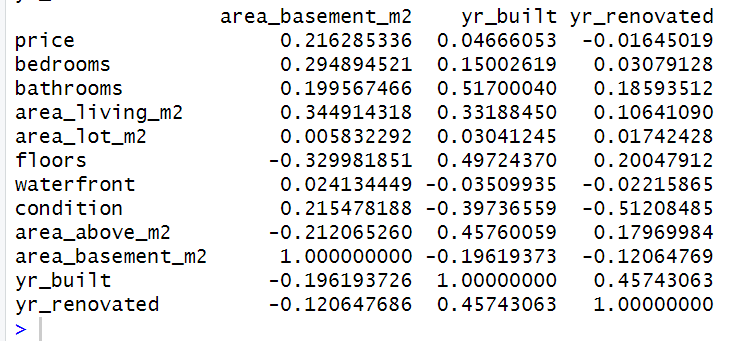 area_basement_m2 yr_built yr_renovated
price 0.216285336 0.04666053 -0.01645019
bedrooms 0.294894521 0.15002619 0.03079128
bathrooms 0.199567466 0.51700040 0.18593512
area_living_m2 0.344914318 0.33188450 0.10641090
area_lot_m2 0.005832292 0.03041245 0.01742428
floors -0.329981851 0.49724370 0.20047912
waterfront 0.024134449 -0.03509935 -0.02215865
condition 0.215478188 -0.39736559 -0.51208485
area_above_m2 -0.212065260 0.45760059 0.17969984
area_basement_m2 1.000000000 -0.19619373 -0.12064769
yr_built -0.196193726 1.00000000 0.45743063
yr_renovated -0.120647686 0.45743063 1.00000000
>